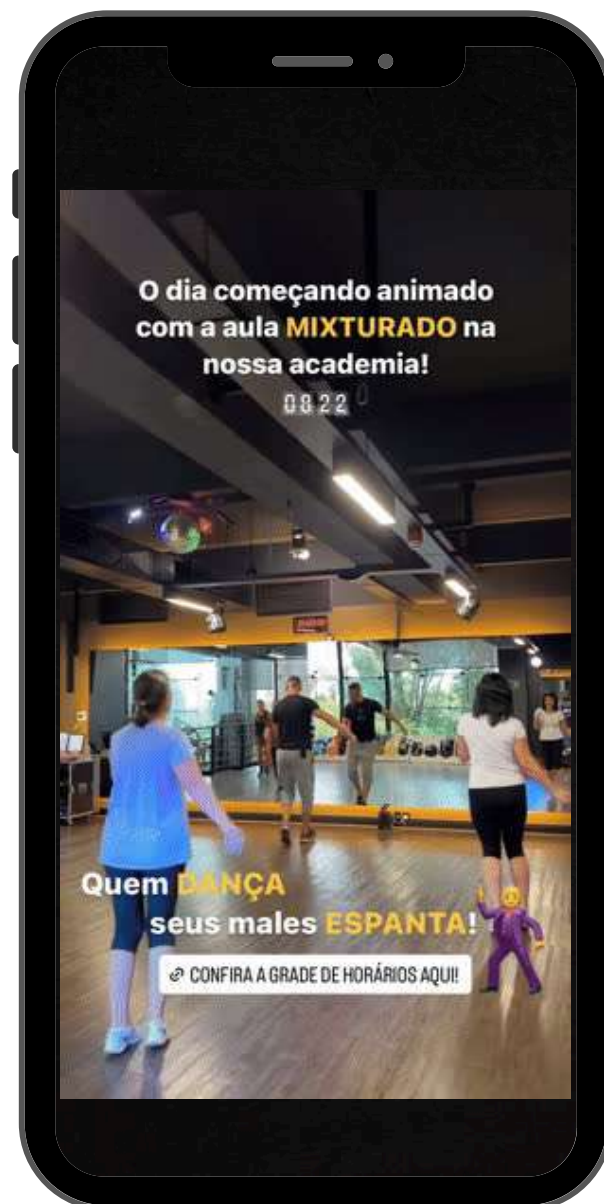 O dia começando animado
com a aula MIXTURADO na
nossa academia!
08 22
Quem DANÇA
seus males ESPANTA!
CONFIRA A GRADE DE HORÁRIOS AQUI!